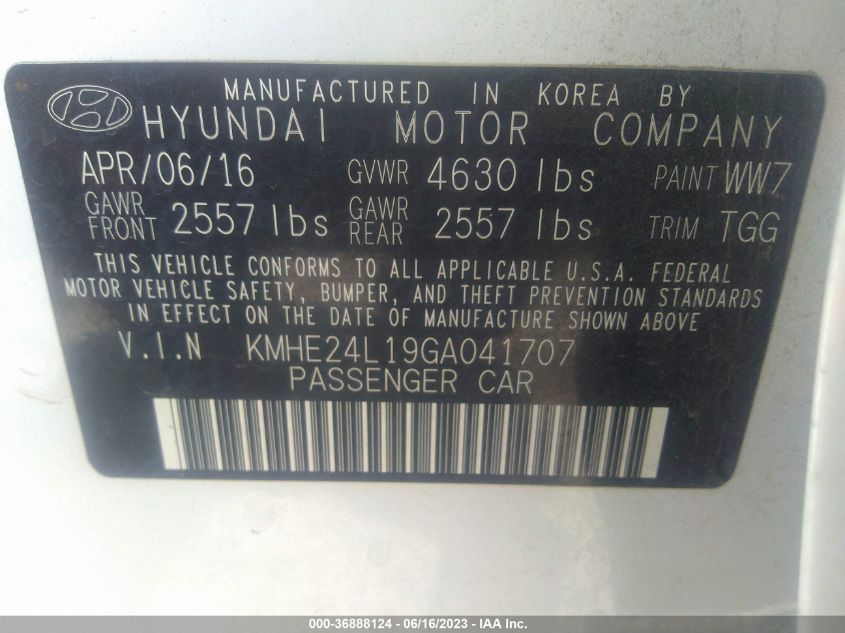 MANUFACTURED IN KOREA BY
HYUNDAI MOTOR COMPANY
APR/06/16 GVWR 4630 lbs PAINT WW7
GAWR FRONT 2557 lbs GAWR REAR 2557 lbs TRIM TGG
THIS VEHICLE CONFORMS TO ALL APPLICABLE U.S.A. FEDERAL
MOTOR VEHICLE SAFETY, BUMPER, AND THEFT PREVENTION STANDARDS
IN EFFECT ON THE DATE OF MANUFACTURE SHOWN ABOVE
V.I.N KMHE24L19GA041707
PASSENGER CAR
000-36888124 - 06/16/2023 - IAA Inc.